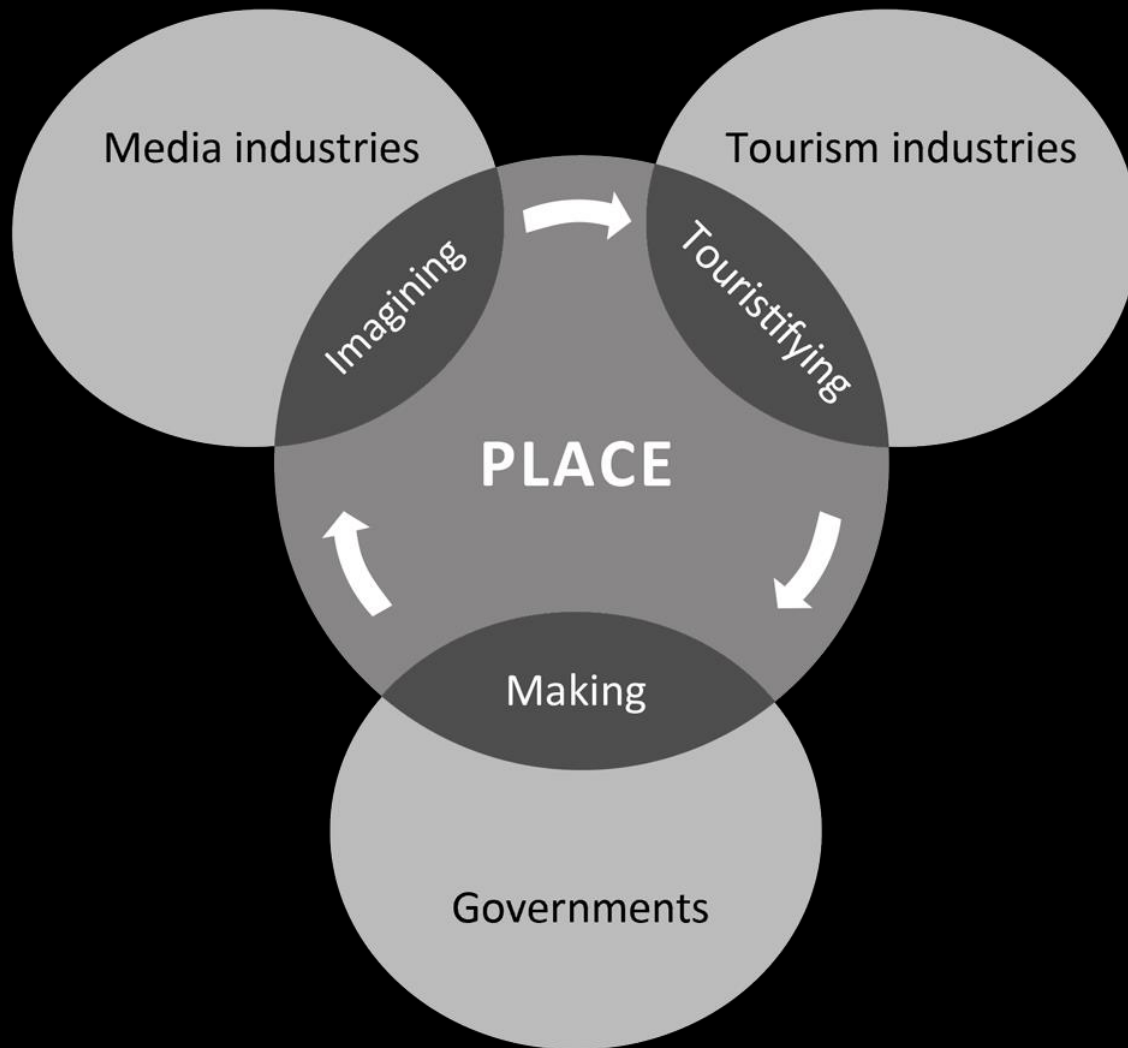 Media industries
Tourism industries
Imagining
Touristifying
PLACE
Making
Governments